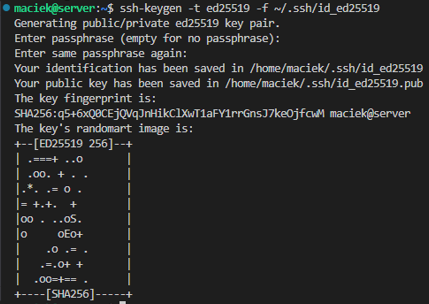 maciek@server:~$ ssh-keygen -t ed25519 -f ~/.ssh/id_ed25519
Generating public/private ed25519 key pair.
Enter passphrase (empty for no passphrase):
Enter same passphrase again:
Your identification has been saved in /home/maciek/.ssh/id_ed25519
Your public key has been saved in /home/maciek/.ssh/id_ed25519.pub
The key fingerprint is:
SHA256:q5+6xQ0CEjQVqJnHikClXwT1aFY1rrGnsJ7keOjfcwM maciek@server
The key's randomart image is:
+--[ED25519 256]--+
| .===+ ..o       |
| .oo. + . .      |
|.*. .= o .       |
|= +.+.  +        |
|oo . ..oS.       |
|o     oEo+       |
|     .o .= .     |
|    .=.o+ +      |
|   .oo=+== .     |
+----[SHA256]-----+